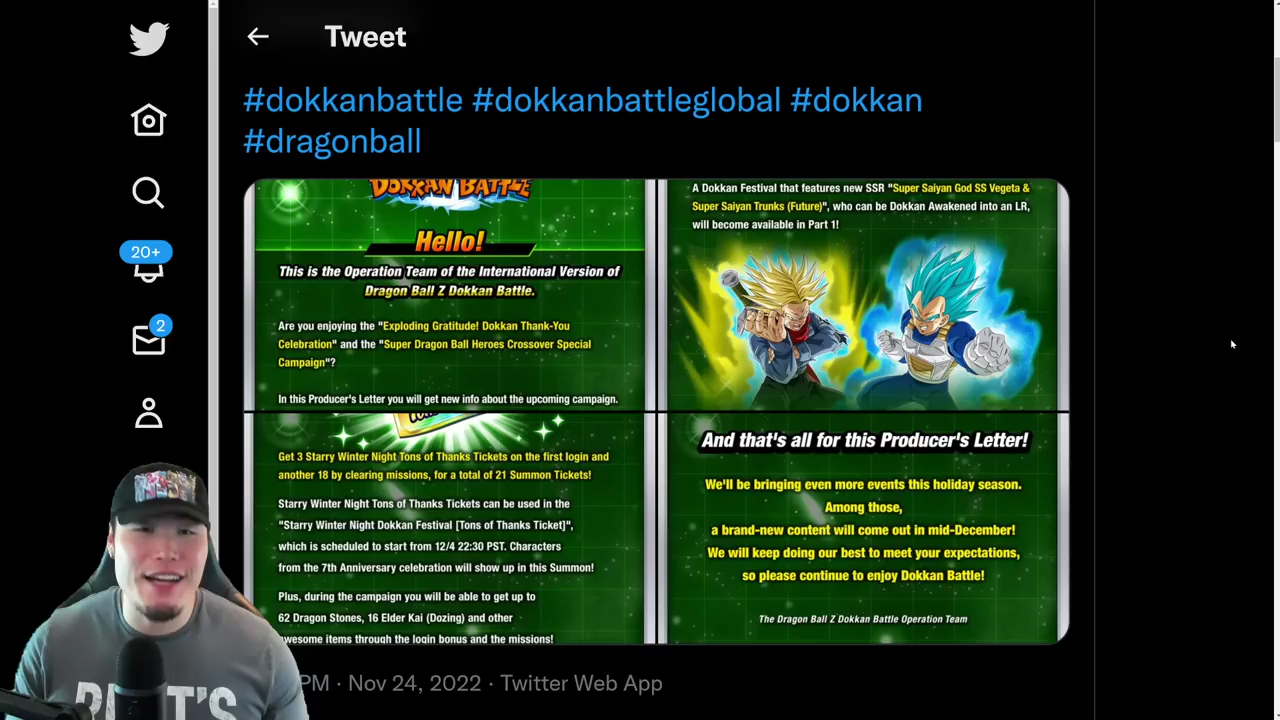 Tweet
#dokkanbattle #dokkanbattleglobal #dokkan
#dragonball
20+
2
DOKKAN BATTLE
Hello!
This is the Operation Team of the International Version of
Dragon Ball Z Dokkan Battle.
Are you enjoying the "Exploding Gratitude! Dokkan Thank-You
Celebration" and the "Super Dragon Ball Heroes Crossover Special
Campaign"?
In this Producer's Letter you will get new info about the upcoming campaign.
A Dokkan Festival that features new SSR "Super Saiyan God SS Vegeta &
Super Saiyan Trunks (Future)", who can be Dokkan Awakened into an LR,
will become available in Part 1!
Get 3 Starry Winter Night Tons of Thanks Tickets on the first login and
another 18 by clearing missions, for a total of 21 Summon Tickets!
Starry Winter Night Tons of Thanks Tickets can be used in the
"Starry Winter Night Dokkan Festival [Tons of Thanks Ticket]",
which is scheduled to start from 12/4 22:30 PST. Characters
from the 7th Anniversary celebration will show up in this Summon!
Plus, during the campaign you will be able to get up to
62 Dragon Stones, 16 Elder Kai (Dozing) and other
awesome items through the login bonus and the missions!
And that's all for this Producer's Letter!
We'll be bringing even more events this holiday season.
Among those,
a brand-new content will come out in mid-December!
We will keep doing our best to meet your expectations,
so please continue to enjoy Dokkan Battle!
The Dragon Ball Z Dokkan Battle Operation Team
PM · Nov 24, 2022 · Twitter Web App